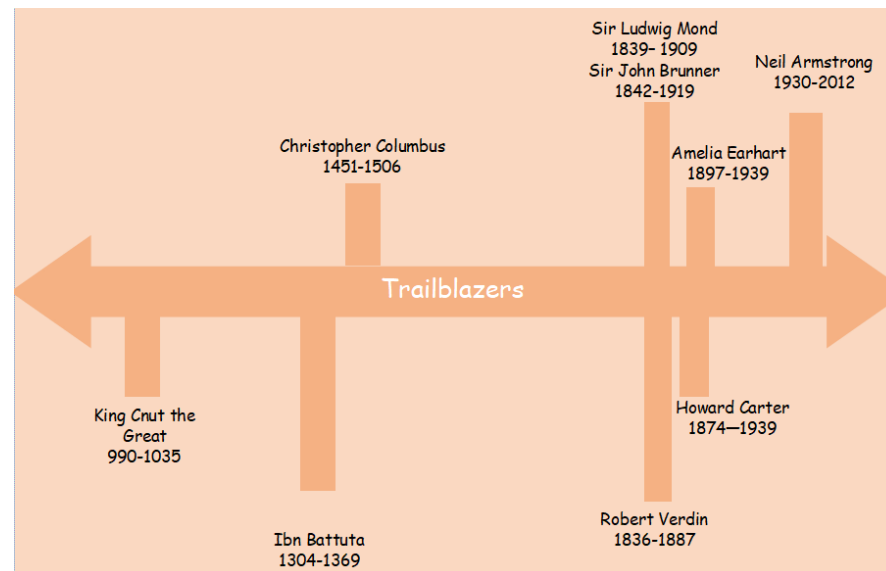 Sir Ludwig Mond
1839– 1909
Sir John Brunner
1842-1919
Neil Armstrong
1930-2012
Christopher Columbus
1451-1506
Amelia Earhart
1897-1939
Trailblazers
King Cnut the
Great
990-1035
Howard Carter
1874—1939
Ibn Battuta
1304-1369
Robert Verdin
1836-1887